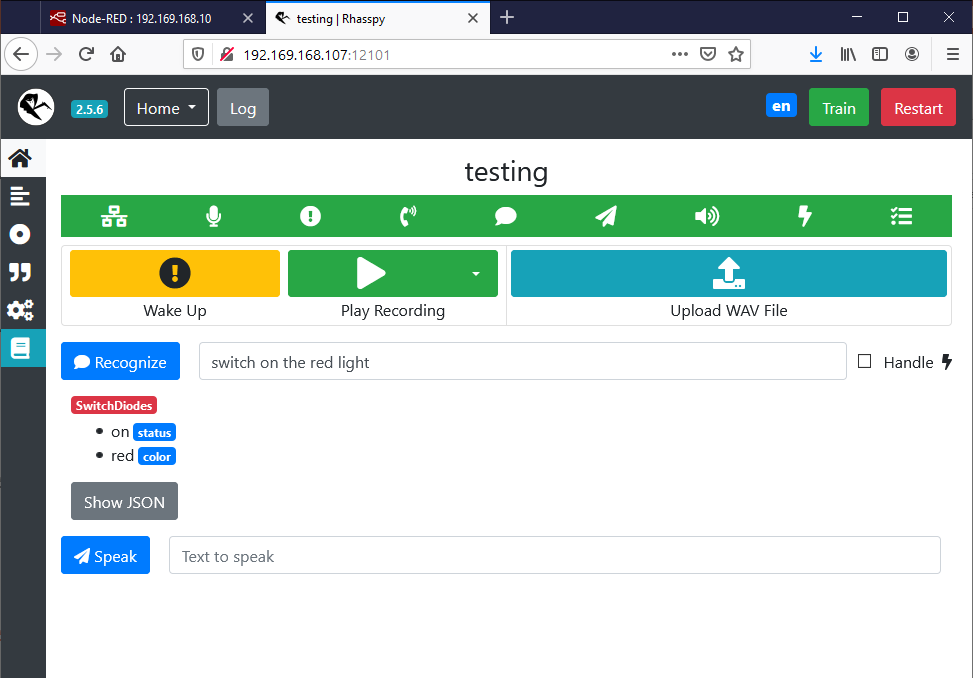 Node-RED : 192.169.168.10
testing | Rhasspy
192.169.168.107:12101
2.5.6
Home
Log
en
Train
Restart
testing
Wake Up
Play Recording
Upload WAV File
Recognize
switch on the red light
Handle
SwitchDiodes
on status
red color
Show JSON
Speak
Text to speak